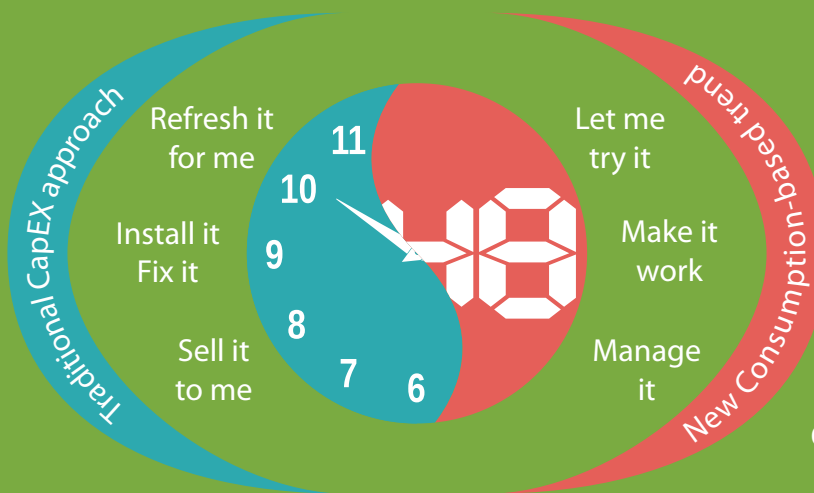 Traditional CapEX approach
Refresh it
for me
Install it
Fix it
Sell it
to me
11
10
9
8
7
6
48
Let me
try it
Make it
work
Manage
it
New Consumption-based trend